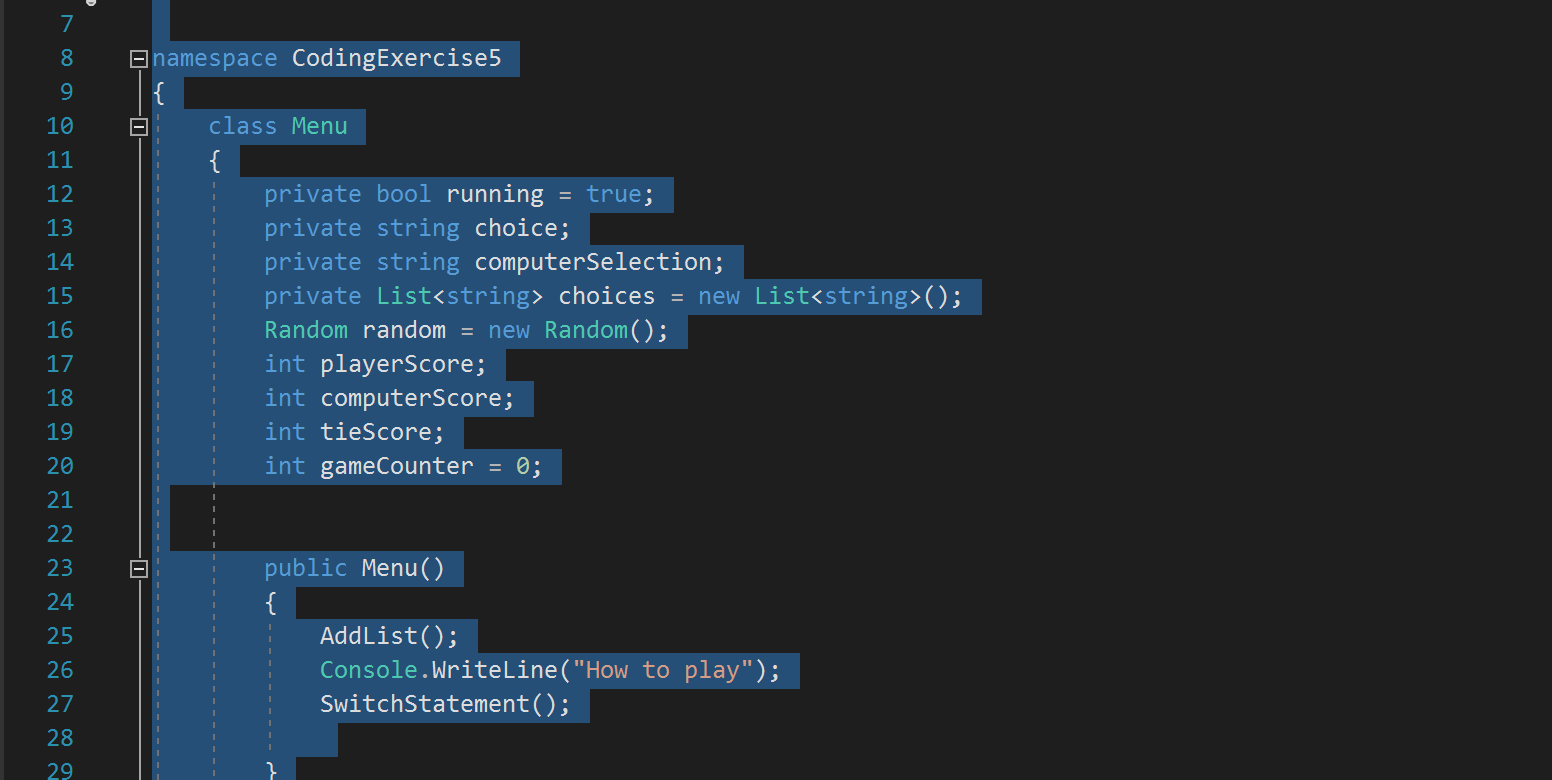 7
8 namespace CodingExercise5
9 {
10 class Menu
11 {
12 private bool running = true;
13 private string choice;
14 private string computerSelection;
15 private List<string> choices = new List<string>();
16 Random random = new Random();
17 int playerScore;
18 int computerScore;
19 int tieScore;
20 int gameCounter = 0;
21
22
23 public Menu()
24 {
25 AddList();
26 Console.WriteLine("How to play");
27 SwitchStatement();
28
29 }